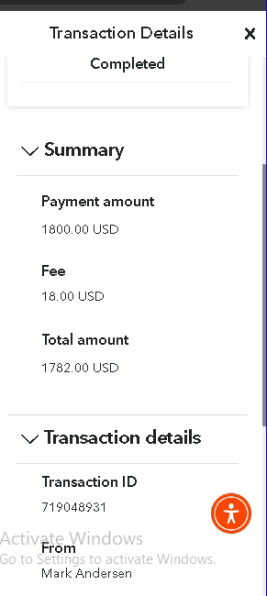 Transaction Details
Completed
Summary
Payment amount
1800.00 USD
Fee
18.00 USD
Total amount
1782.00 USD
Transaction details
Transaction ID
719048931
Activate Windows
From
Go to Settings to activate Windows.
Mark Andersen